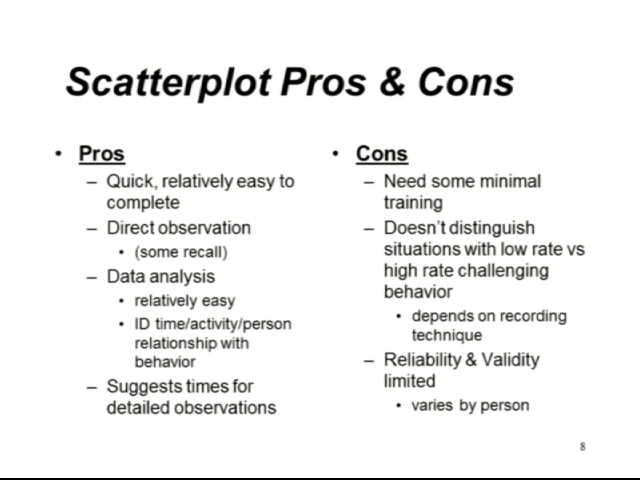 Scatterplot Pros & Cons
• Pros
– Quick, relatively easy to
complete
– Direct observation
• (some recall)
– Data analysis
• relatively easy
• ID time/activity/person
relationship with
behavior
– Suggests times for
detailed observations
• Cons
– Need some minimal
training
– Doesn't distinguish
situations with low rate vs
high rate challenging
behavior
• depends on recording
technique
– Reliability & Validity
limited
• varies by person
8